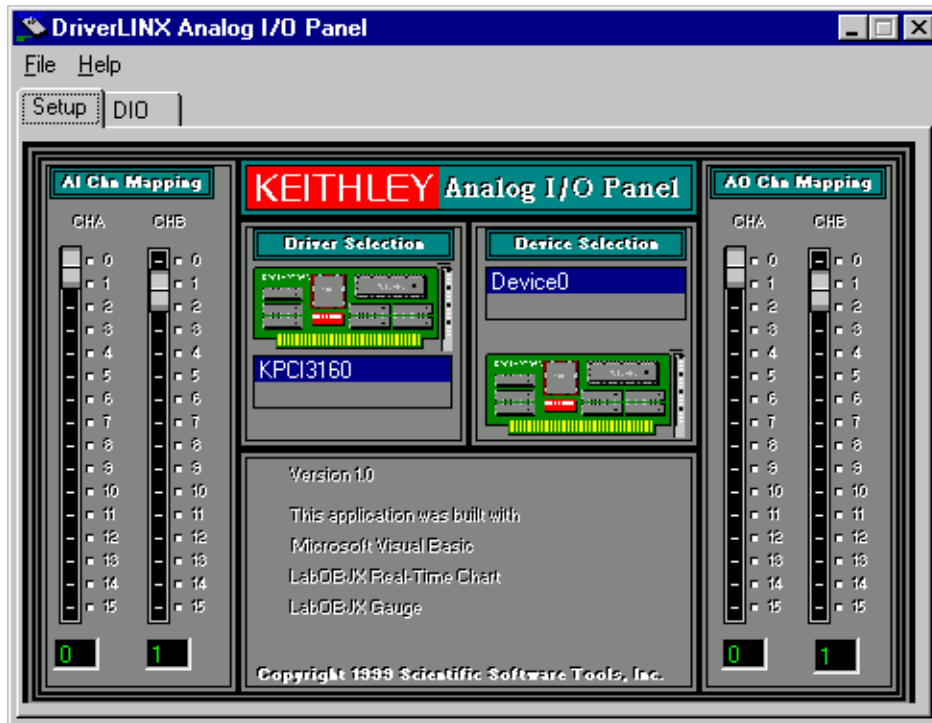 DriverLINX Analog I/O Panel
File Help
Setup DIO
AI Chn Mapping
CHA CHB
0 0
1 1
2 2
3 3
4 4
5 5
6 6
7 7
8 8
9 9
10 10
11 11
12 12
13 13
14 14
15 15
0 1
KEITHLEY Analog I/O Panel
Driver Selection
KPCI3160
Device Selection
Device0
Version 1.0
This application was built with
Microsoft Visual Basic
LabOBJX Real-Time Chart
LabOBJX Gauge
Copyright 1999 Scientific Software Tools, Inc.
AO Chn Mapping
CHA CHB
0 0
1 1
2 2
3 3
4 4
5 5
6 6
7 7
8 8
9 9
10 10
11 11
12 12
13 13
14 14
15 15
0 1